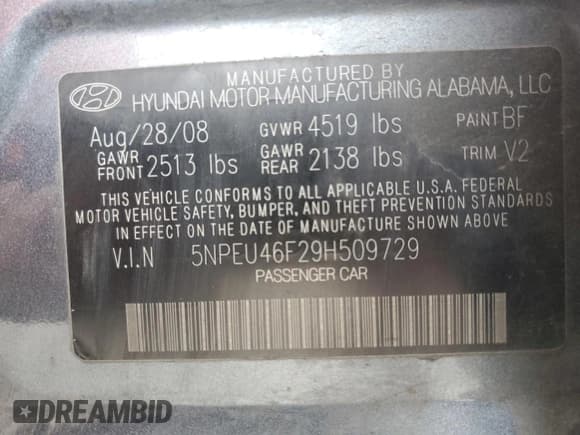 MANUFACTURED BY
HYUNDAI MOTOR MANUFACTURING ALABAMA, LLC
Aug/28/08 GVWR 4519 lbs PAINT BF
GAWR FRONT 2513 lbs GAWR REAR 2138 lbs TRIM V2
THIS VEHICLE CONFORMS TO ALL APPLICABLE U.S.A. FEDERAL
MOTOR VEHICLE SAFETY, BUMPER, AND THEFT PREVENTION STANDARDS
IN EFFECT ON THE DATE OF MANUFACTURE SHOWN ABOVE
V.I.N 5NPEU46F29H509729
PASSENGER CAR
DREAMBID